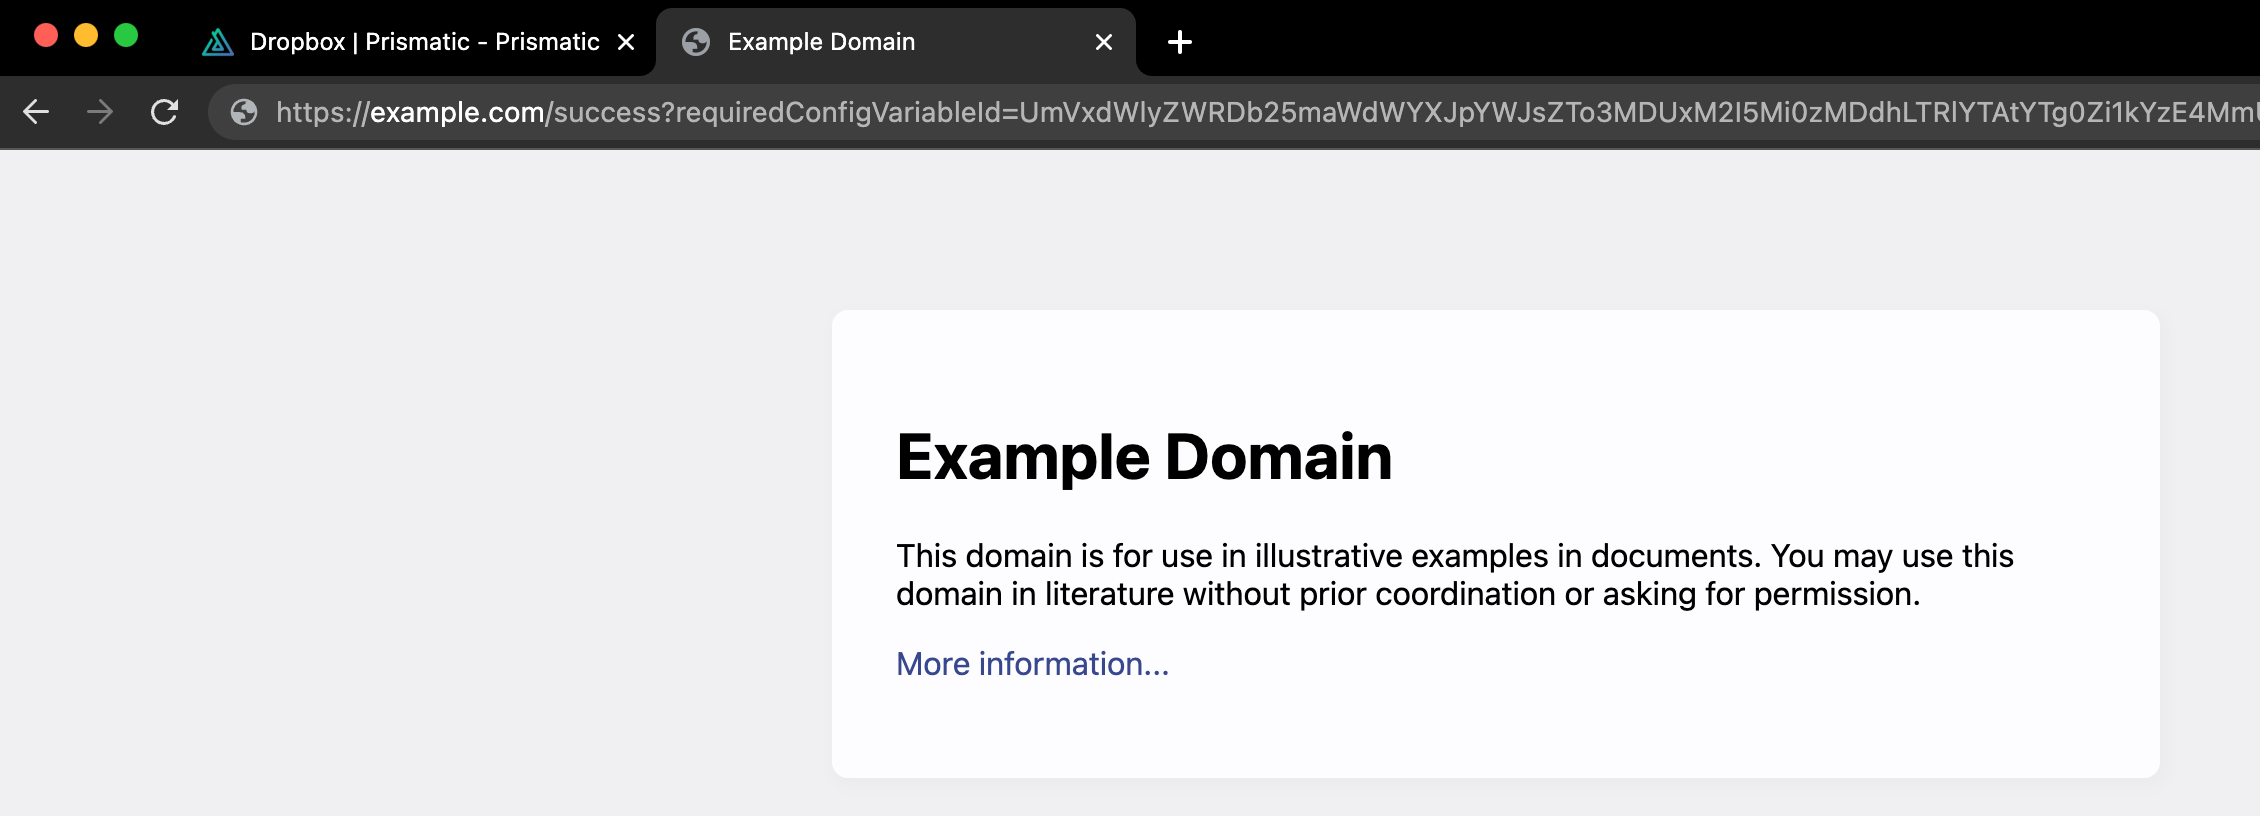 Dropbox | Prismatic - Prismatic
Example Domain
https://example.com/success?requiredConfigVariableId=UmVxdWlyZWRDb25maWdWYXJpYWJsZTo3MDUxM2I5Mi0zMDdhLTRlYTAtYTg0Zi1kYzE4Mm
Example Domain
This domain is for use in illustrative examples in documents. You may use this
domain in literature without prior coordination or asking for permission.
More information...